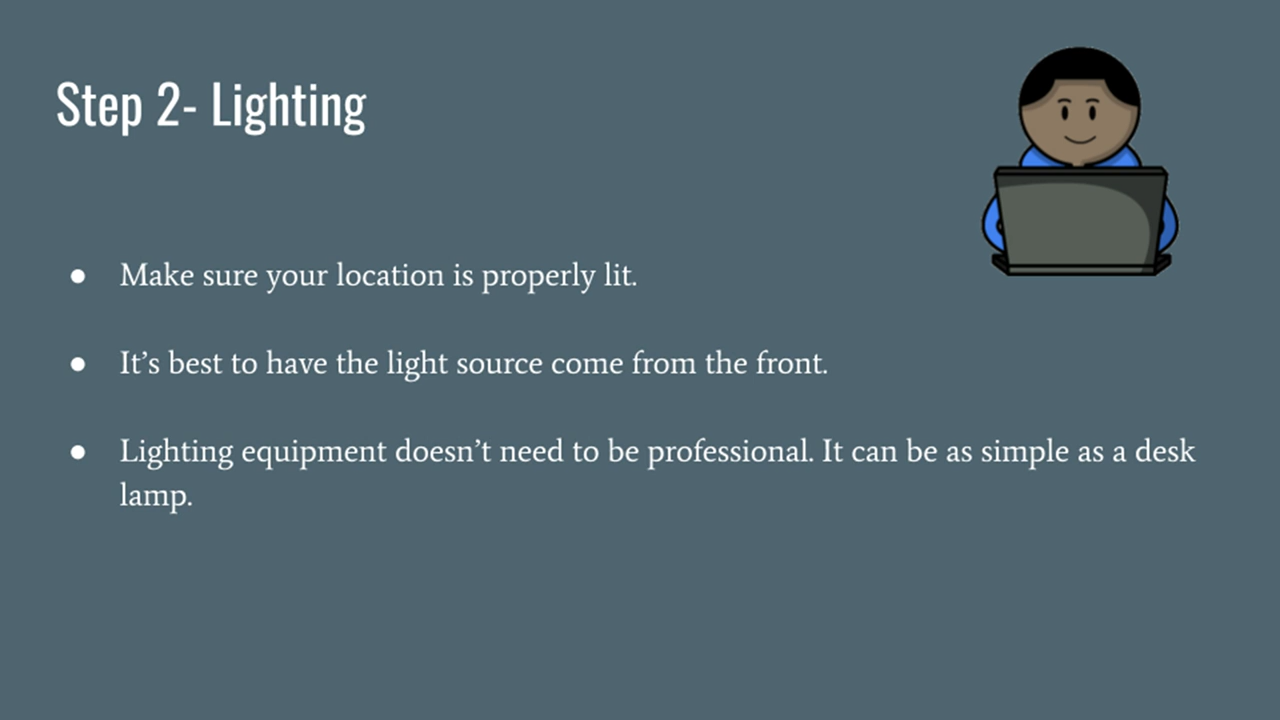 Step 2- Lighting
● Make sure your location is properly lit.
● It’s best to have the light source come from the front.
● Lighting equipment doesn’t need to be professional. It can be as simple as a desk
lamp.